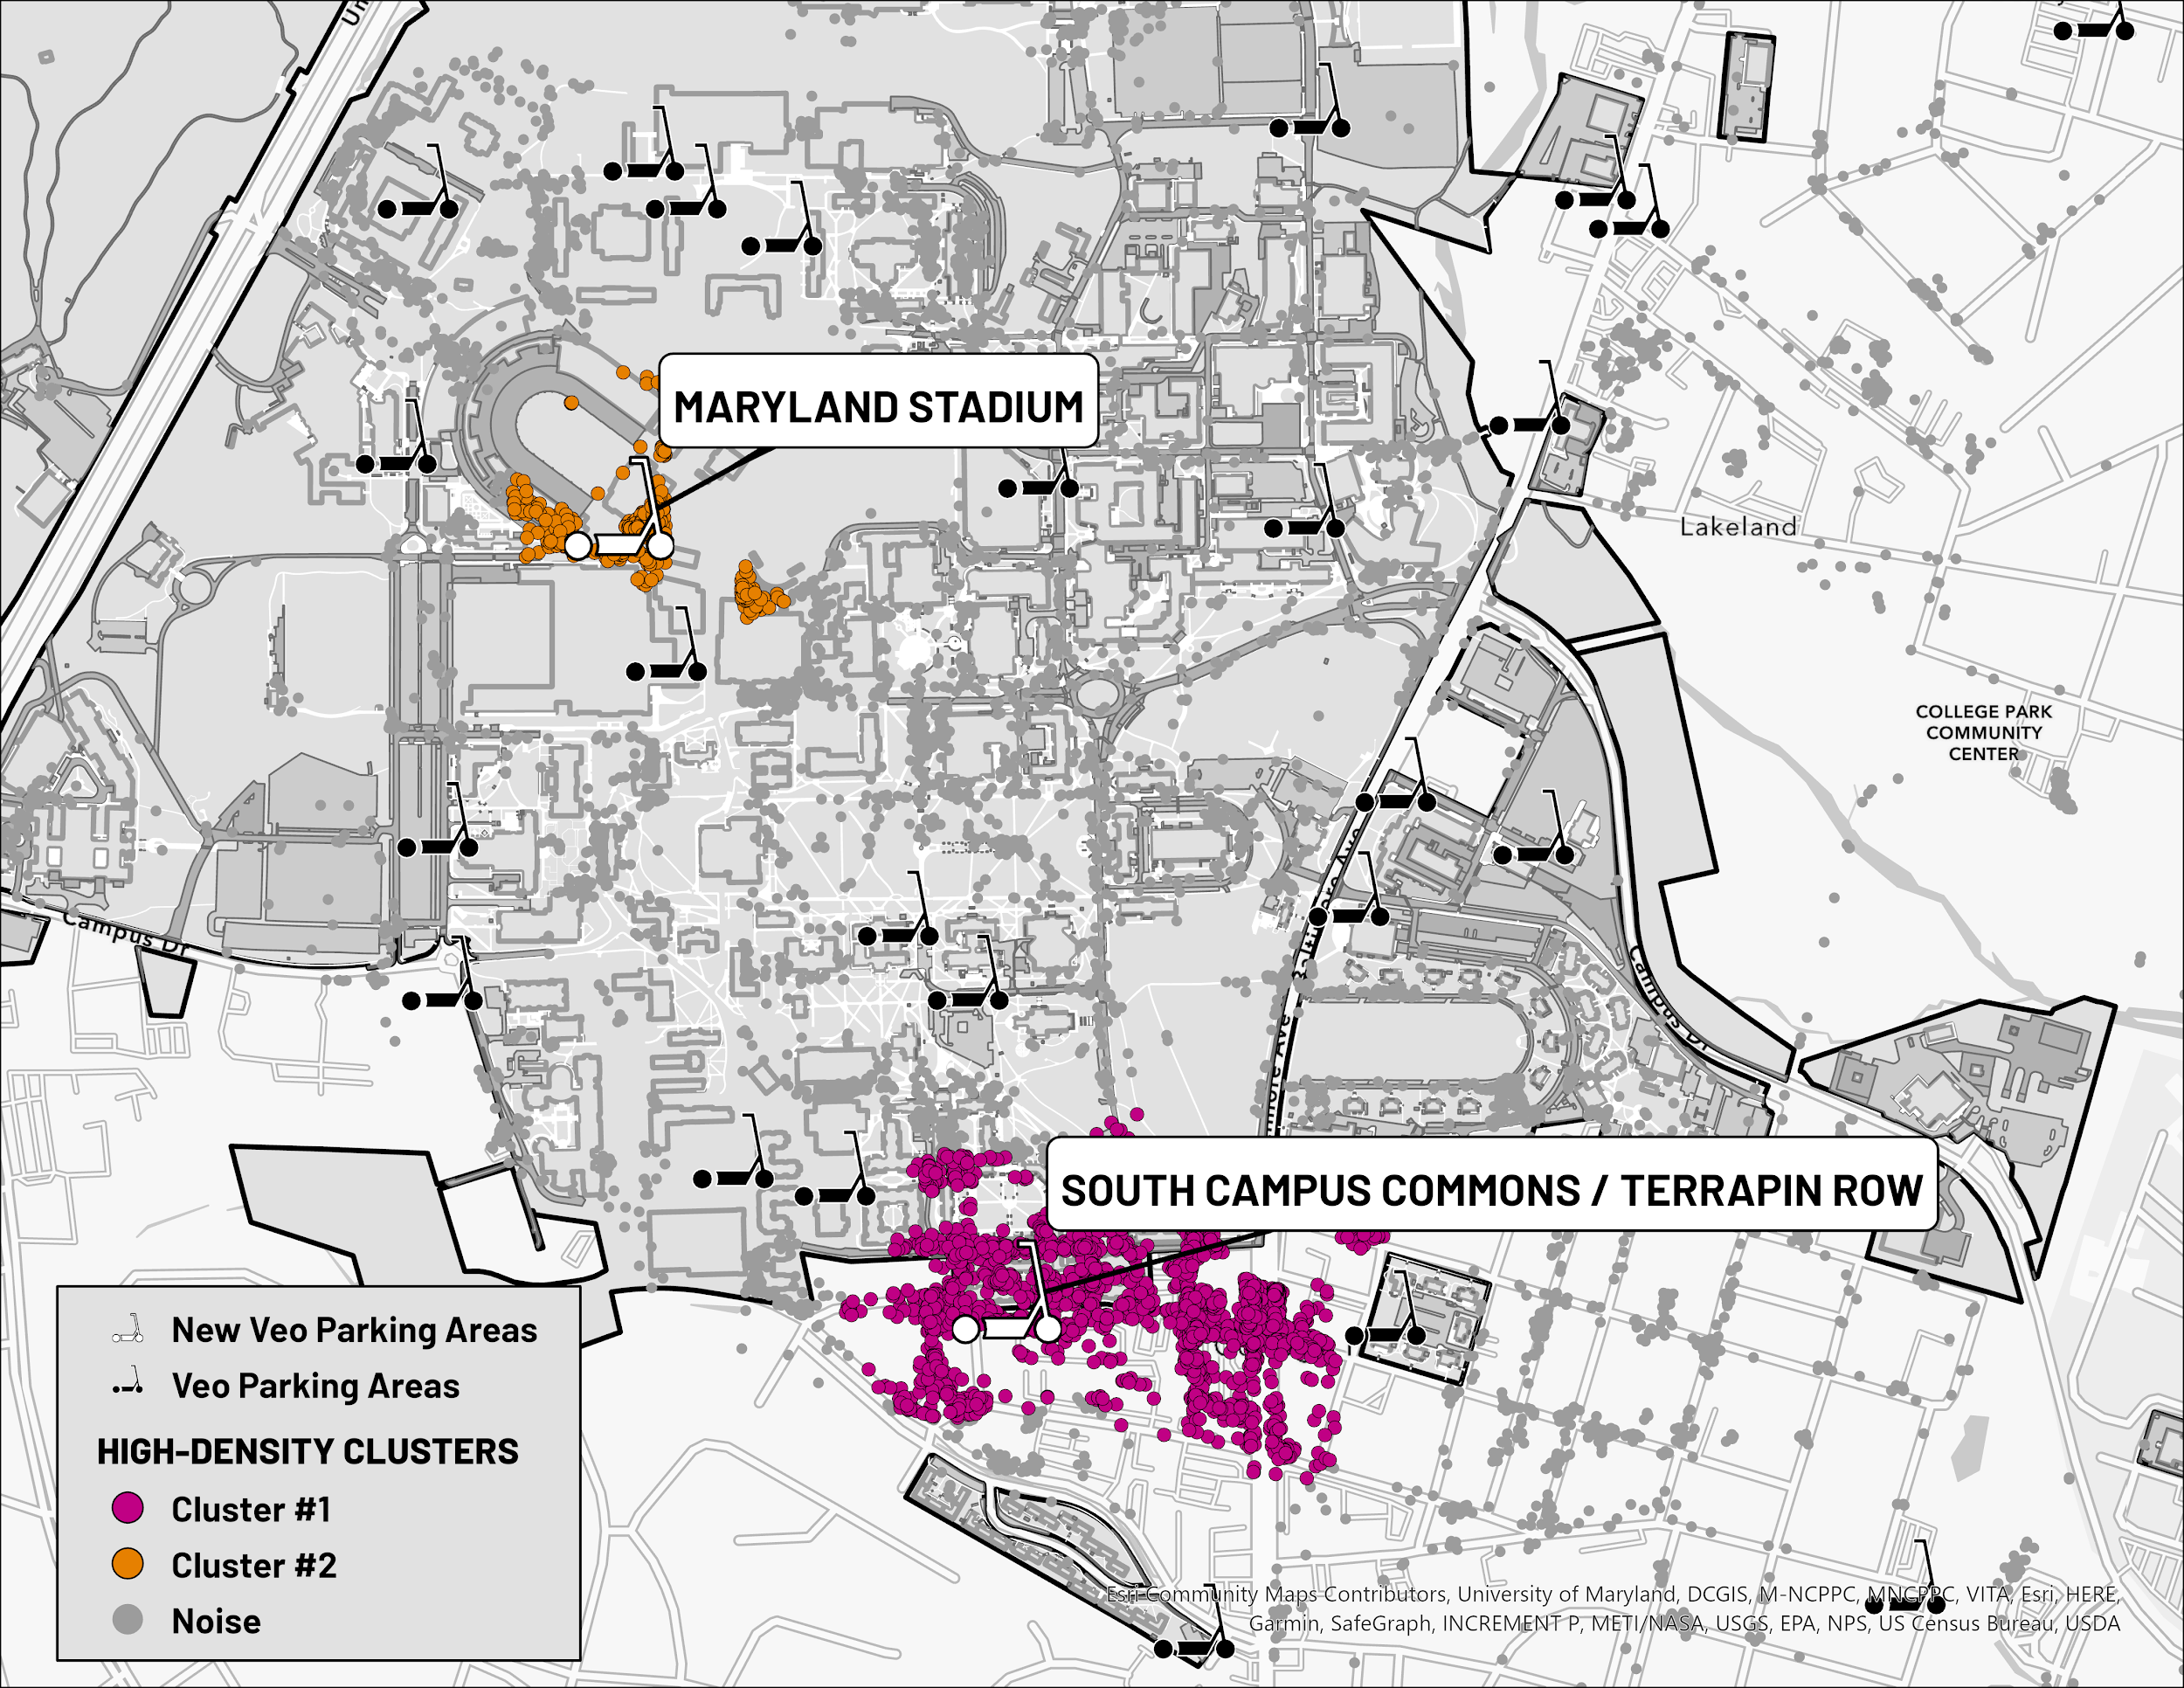 MARYLAND STADIUM
Lakeland
COLLEGE PARK
COMMUNITY
CENTER
Campus Dr
Campus Dr
SOUTH CAMPUS COMMONS / TERRAPIN ROW
New Veo Parking Areas
Veo Parking Areas
HIGH-DENSITY CLUSTERS
Cluster #1
Cluster #2
Noise
Esri Community Maps Contributors, University of Maryland, DCGIS, M-NCPPC, MNCPPC, VITA, Esri, HERE,
Garmin, SafeGraph, INCREMENT P, METI/NASA, USGS, EPA, NPS, US Census Bureau, USDA